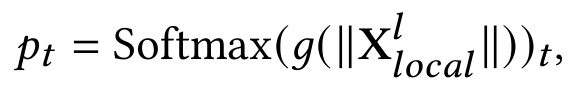 p_t = Softmax(g(‖X^l_{local}‖))_t,